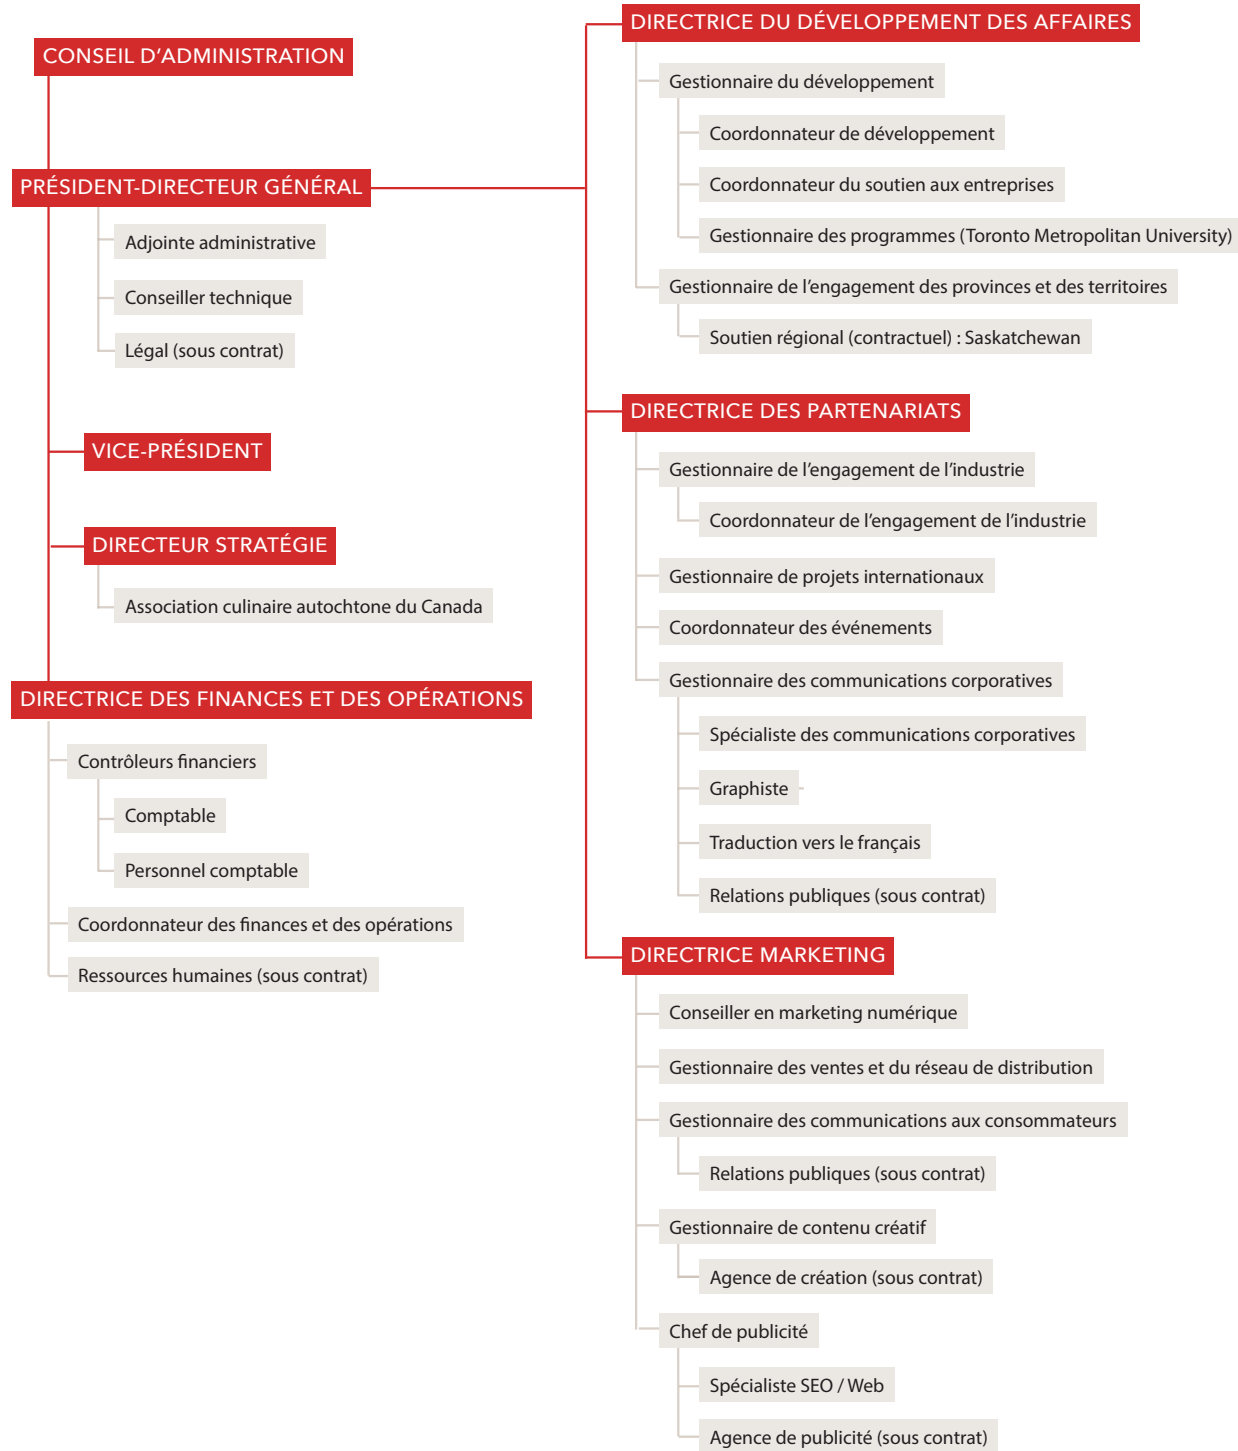 CONSEIL D’ADMINISTRATION
PRÉSIDENT-DIRECTEUR GÉNÉRAL
Adjointe administrative
Conseiller technique
Légal (sous contrat)
VICE-PRÉSIDENT
DIRECTEUR STRATÉGIE
Association culinaire autochtone du Canada
DIRECTRICE DES FINANCES ET DES OPÉRATIONS
Contrôleurs financiers
Comptable
Personnel comptable
Coordonnateur des finances et des opérations
Ressources humaines (sous contrat)
DIRECTRICE DU DÉVELOPPEMENT DES AFFAIRES
Gestionnaire du développement
Coordonnateur de développement
Coordonnateur du soutien aux entreprises
Gestionnaire des programmes (Toronto Metropolitan University)
Gestionnaire de l’engagement des provinces et des territoires
Soutien régional (contractuel) : Saskatchewan
DIRECTRICE DES PARTENARIATS
Gestionnaire de l’engagement de l’industrie
Coordonnateur de l’engagement de l’industrie
Gestionnaire de projets internationaux
Coordonnateur des événements
Gestionnaire des communications corporatives
Spécialiste des communications corporatives
Graphiste
Traduction vers le français
Relations publiques (sous contrat)
DIRECTRICE MARKETING
Conseiller en marketing numérique
Gestionnaire des ventes et du réseau de distribution
Gestionnaire des communications aux consommateurs
Relations publiques (sous contrat)
Gestionnaire de contenu créatif
Agence de création (sous contrat)
Chef de publicité
Spécialiste SEO / Web
Agence de publicité (sous contrat)